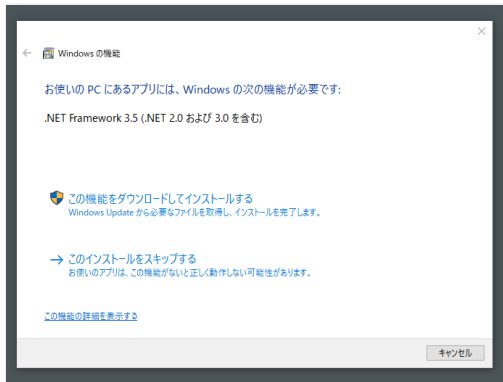 Windows の機能
お使いの PC にあるアプリには、Windows の次の機能が必要です:
.NET Framework 3.5 (.NET 2.0 および 3.0 を含む)
この機能をダウンロードしてインストールする
Windows Update から必要なファイルを取得し、インストールを完了します。
このインストールをスキップする
お使いのアプリは、この機能がないと正しく動作しない可能性があります。
この機能の詳細を表示する
キャンセル